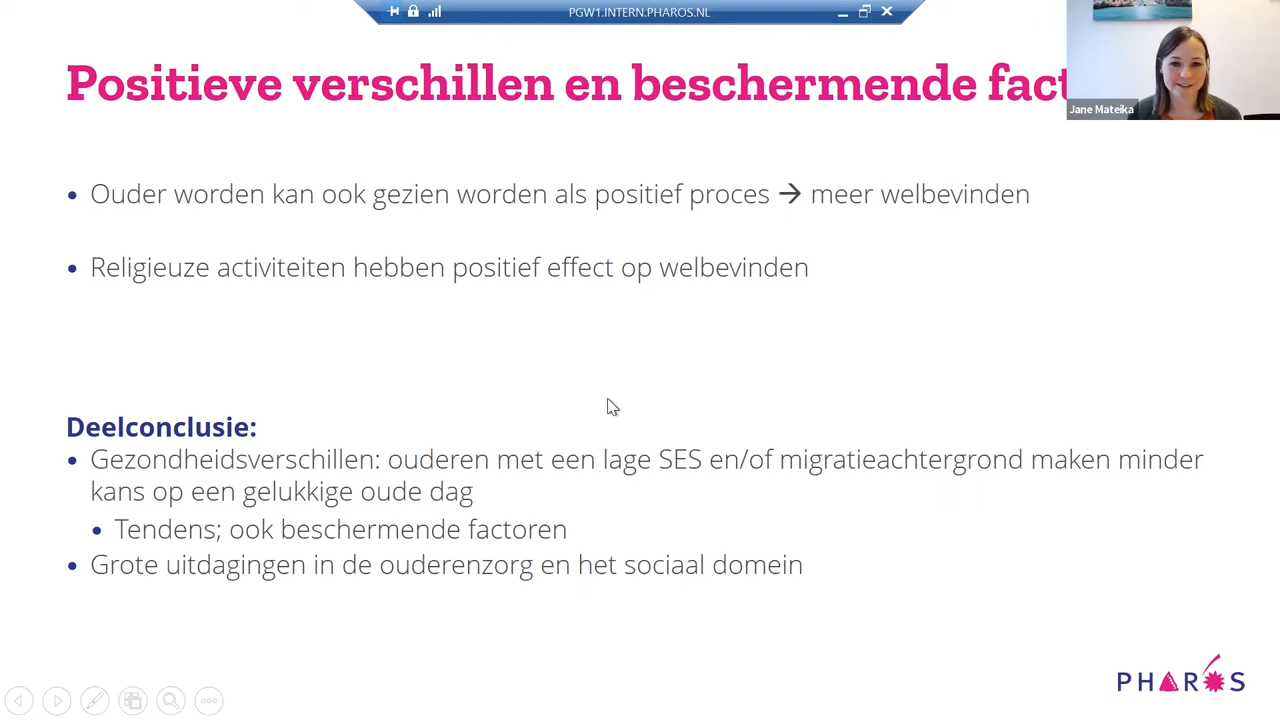 PGW1.INTERN.PHAROS.NL
Positieve verschillen en beschermende fact
Jane Mateika
• Ouder worden kan ook gezien worden als positief proces → meer welbevinden
• Religieuze activiteiten hebben positief effect op welbevinden
Deelconclusie:
• Gezondheidsverschillen: ouderen met een lage SES en/of migratieachtergrond maken minder
kans op een gelukkige oude dag
• Tendens; ook beschermende factoren
• Grote uitdagingen in de ouderenzorg en het sociaal domein
PHAROS